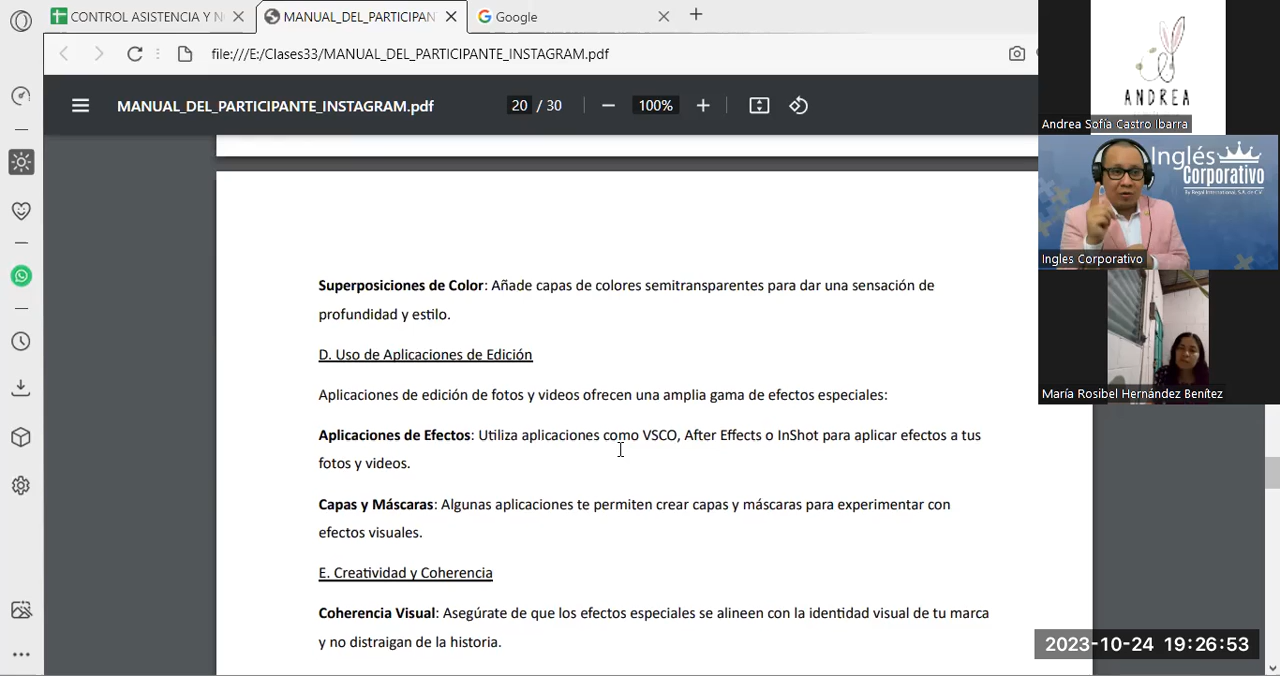 CONTROL ASISTENCIA Y N
MANUAL_DEL_PARTICIPAN
Google
file:///E:/Clases33/MANUAL_DEL_PARTICIPANTE_INSTAGRAM.pdf
MANUAL_DEL_PARTICIPANTE_INSTAGRAM.pdf
20 / 30
100%
Superposiciones de Color: Añade capas de colores semitransparentes para dar una sensación de
profundidad y estilo.
D. Uso de Aplicaciones de Edición
Aplicaciones de edición de fotos y videos ofrecen una amplia gama de efectos especiales:
Aplicaciones de Efectos: Utiliza aplicaciones como VSCO, After Effects o InShot para aplicar efectos a tus
fotos y videos.
Capas y Máscaras: Algunas aplicaciones te permiten crear capas y máscaras para experimentar con
efectos visuales.
E. Creatividad y Coherencia
Coherencia Visual: Asegúrate de que los efectos especiales se alineen con la identidad visual de tu marca
y no distraigan de la historia.
ANDREA
Andrea Sofía Castro Ibarra
Inglés
Corporativo
By Regal International, S.A. de C.V.
Ingles Corporativo
María Rosibel Hernández Benítez
2023-10-24 19:26:53